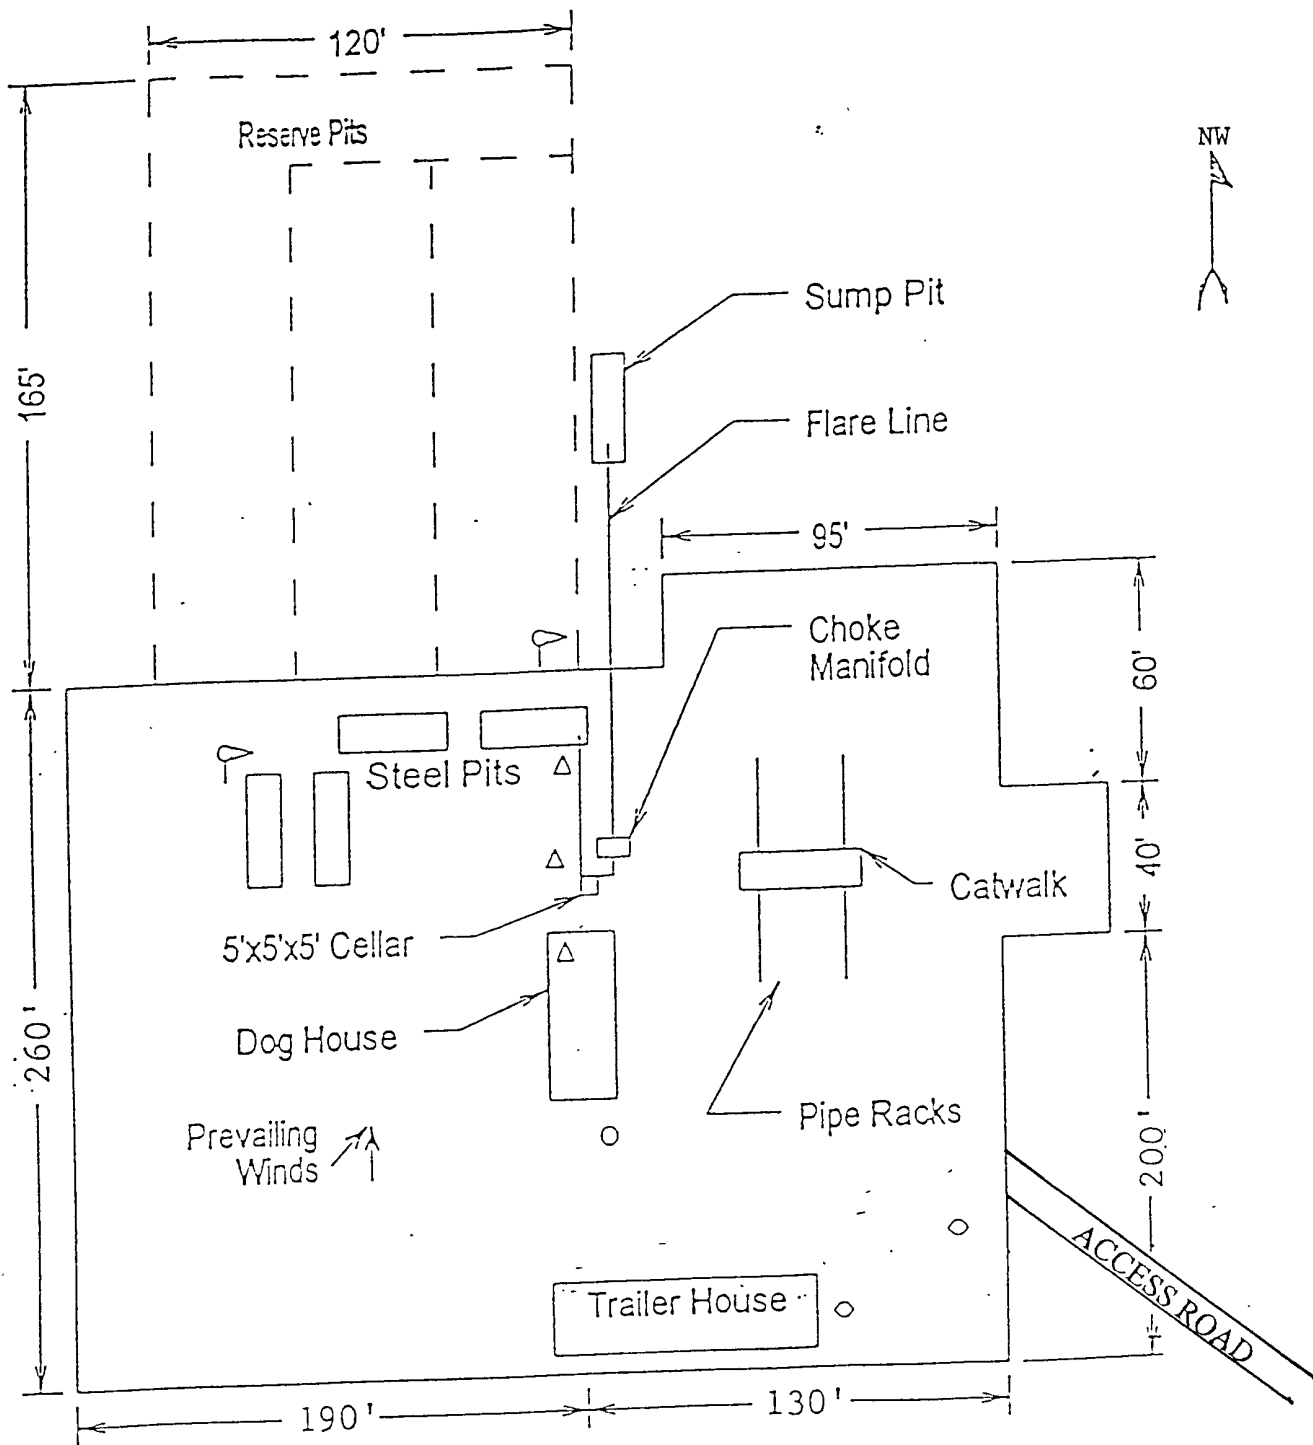 120'
Reserve Pits
NW
Sump Pit
165'
Flare Line
95'
Choke
Manifold
60'
Steel Pits
40'
Catwalk
5'x5'x5' Cellar
260'
Dog House
Pipe Racks
Prevailing
Winds
200'
ACCESS ROAD
Trailer House
190'
130'